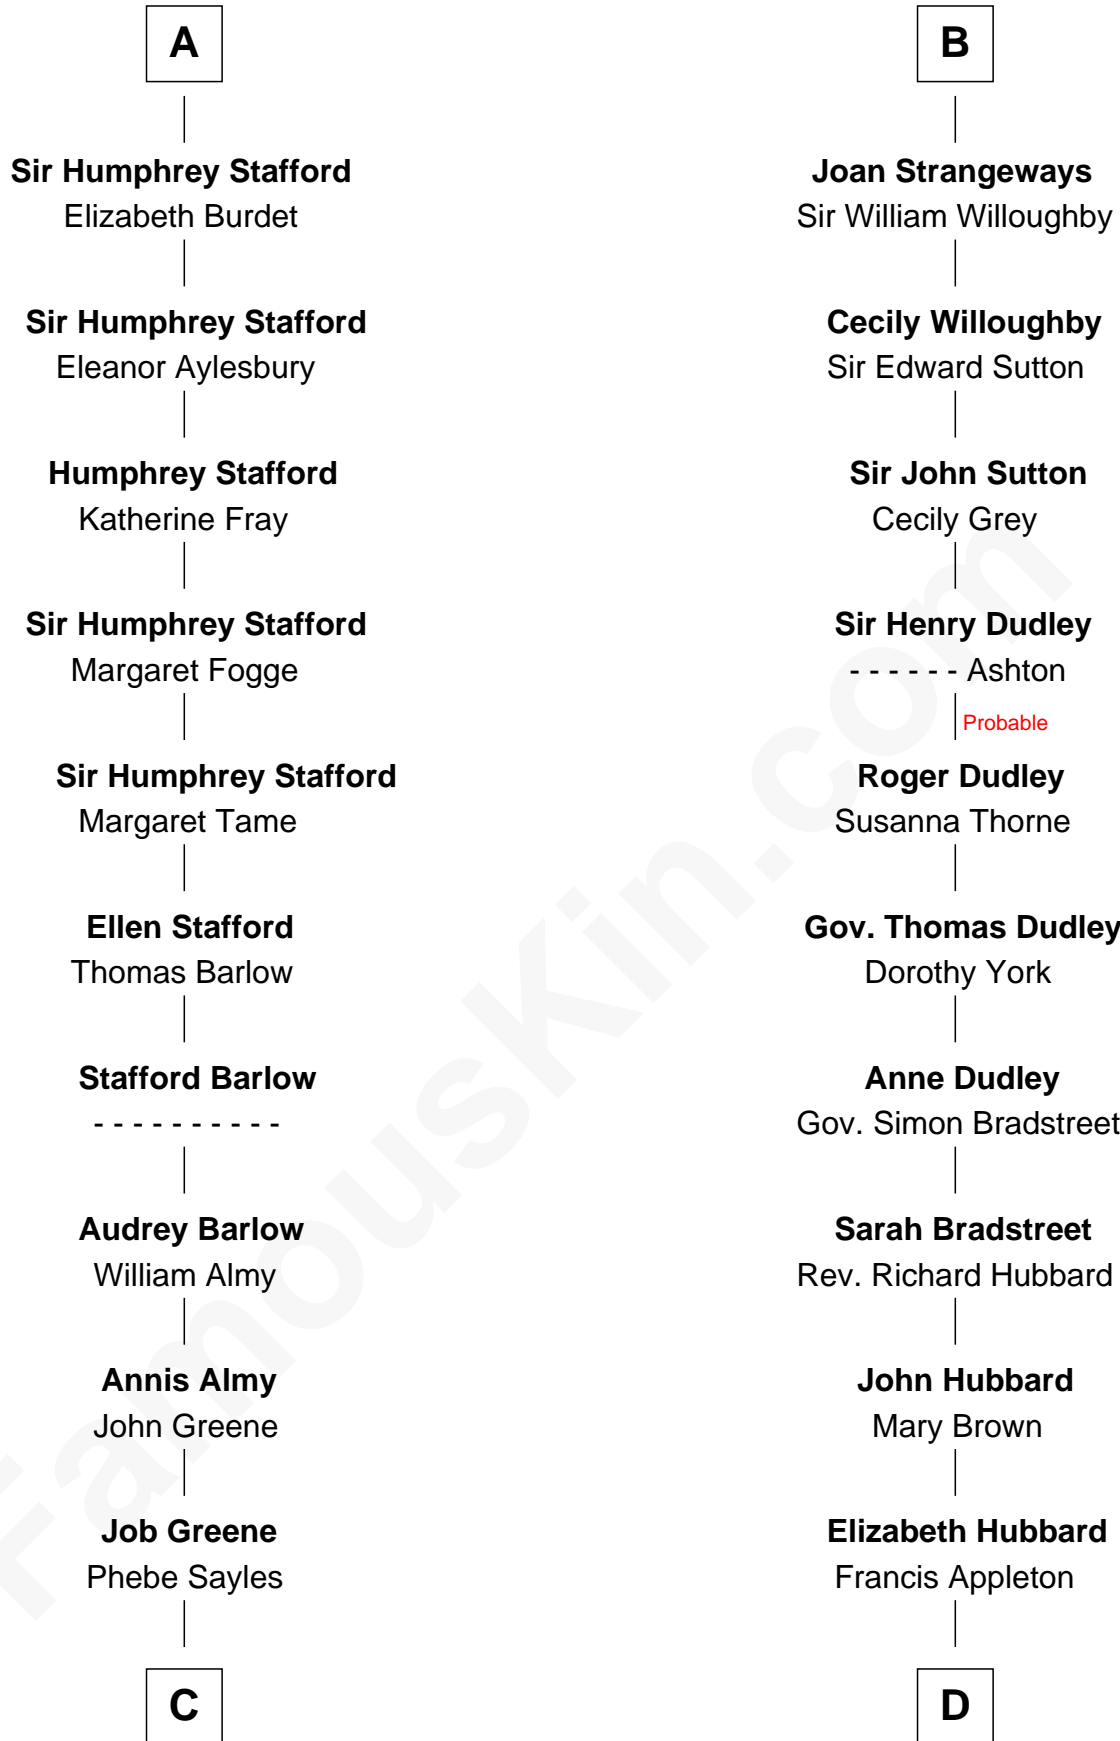 A
Sir Humphrey Stafford
Elizabeth Burdet
Sir Humphrey Stafford
Eleanor Aylesbury
Humphrey Stafford
Katherine Fray
Sir Humphrey Stafford
Margaret Fogge
Sir Humphrey Stafford
Margaret Tame
Ellen Stafford
Thomas Barlow
Stafford Barlow
- - - - - - - - - -
Audrey Barlow
William Almy
Annis Almy
John Greene
Job Greene
Phebe Sayles
C
B
Joan Strangeways
Sir William Willoughby
Cecily Willoughby
Sir Edward Sutton
Sir John Sutton
Cecily Grey
Sir Henry Dudley
- - - - - - Ashton
Probable
Roger Dudley
Susanna Thorne
Gov. Thomas Dudley
Dorothy York
Anne Dudley
Gov. Simon Bradstreet
Sarah Bradstreet
Rev. Richard Hubbard
John Hubbard
Mary Brown
Elizabeth Hubbard
Francis Appleton
D
FamousKin.com